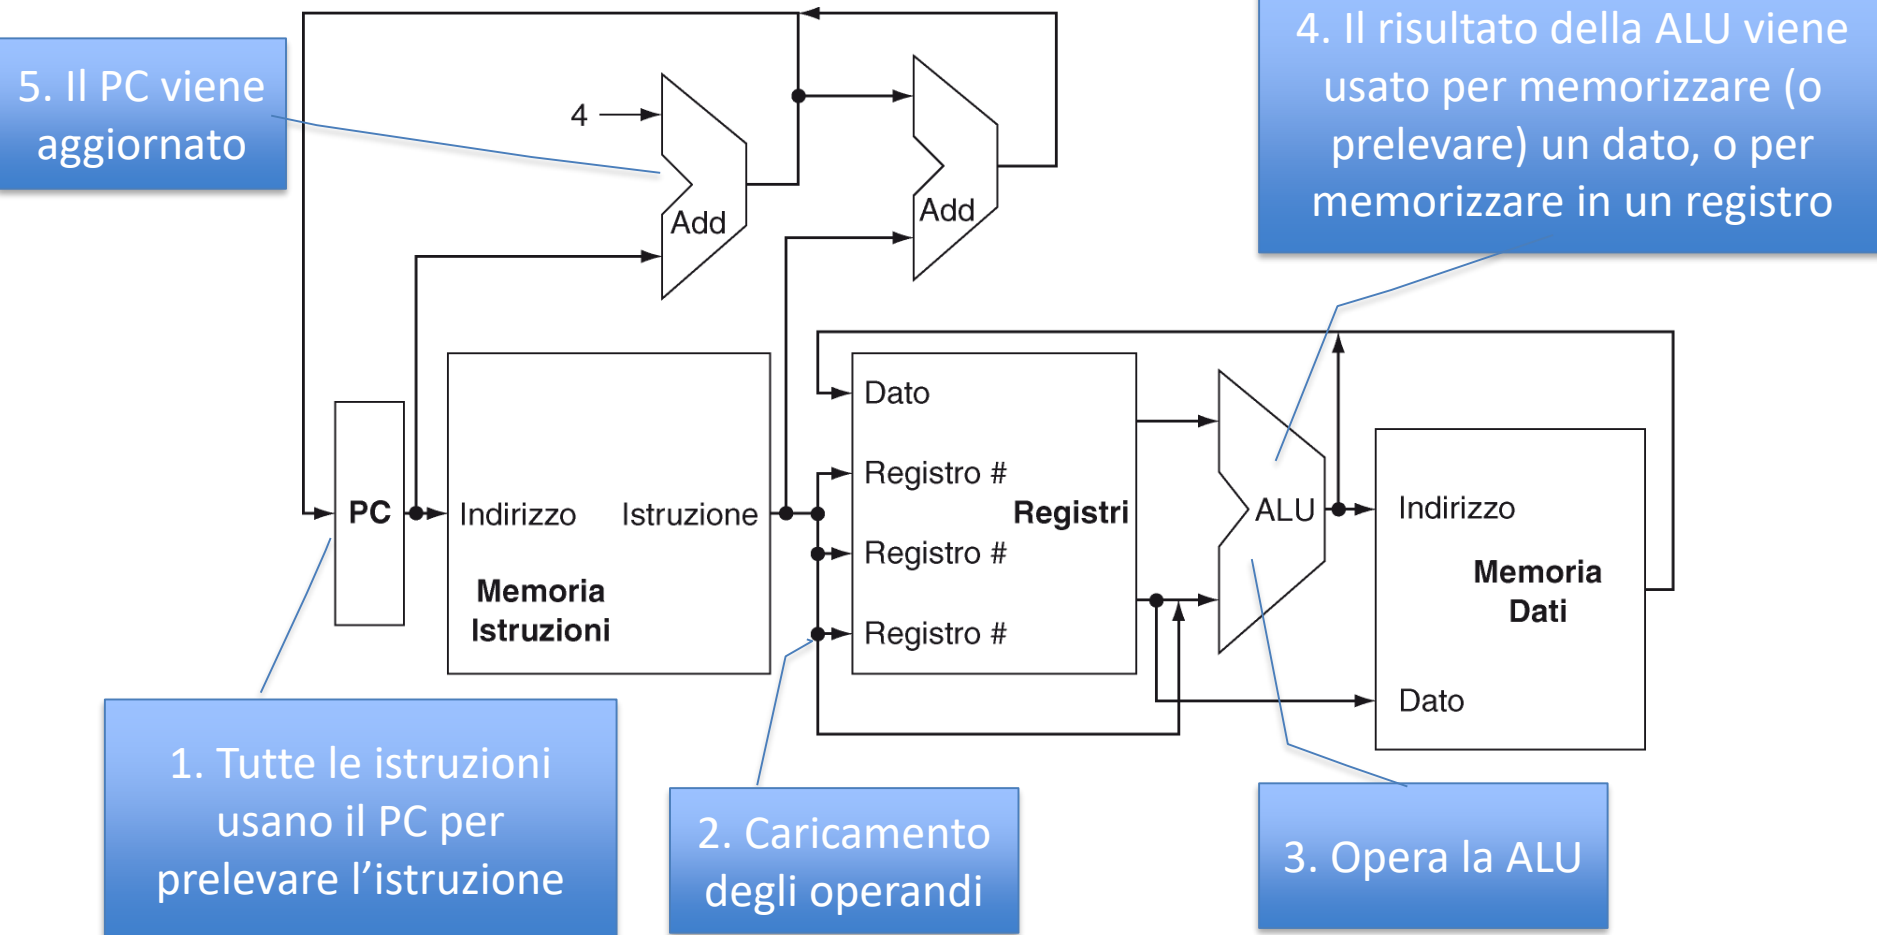 5. Il PC viene
aggiornato
4. Il risultato della ALU viene
usato per memorizzare (o
prelevare) un dato, o per
memorizzare in un registro
4
Add
Add
PC
Indirizzo
Istruzione
Memoria
Istruzioni
Dato
Registro #
Registri
Registro #
Registro #
ALU
Indirizzo
Memoria
Dati
Dato
1. Tutte le istruzioni
usano il PC per
prelevare l’istruzione
2. Caricamento
degli operandi
3. Opera la ALU